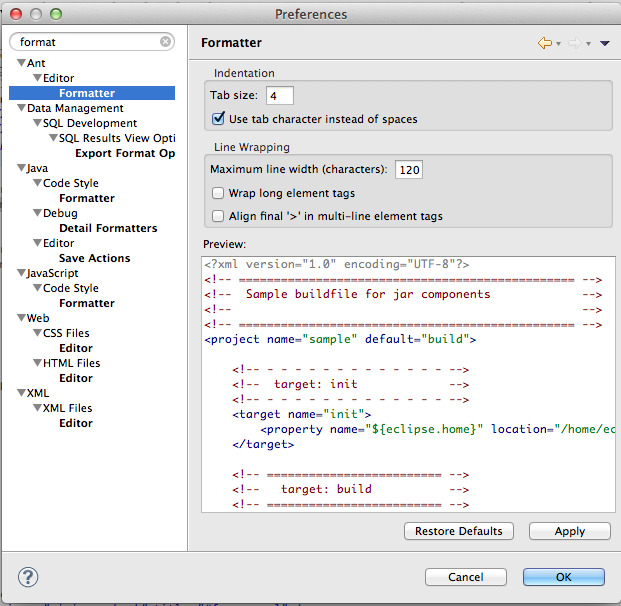 Preferences
format
Formatter
Ant
Editor
Formatter
Data Management
SQL Development
SQL Results View Opti
Export Format Op
Java
Code Style
Formatter
Debug
Detail Formatters
Editor
Save Actions
JavaScript
Code Style
Formatter
Web
CSS Files
Editor
HTML Files
Editor
XML
XML Files
Editor
Indentation
Tab size: 4
Use tab character instead of spaces
Line Wrapping
Maximum line width (characters): 120
Wrap long element tags
Align final '>' in multi-line element tags
Preview:
<?xml version="1.0" encoding="UTF-8"?>
<!-- ================================================ -->
<!--  Sample buildfile for jar components             -->
<!--                                                  -->
<!-- ================================================ -->
<project name="sample" default="build">
    <!-- - - - - - - - - - - - - - - -->
    <!--  target: init             -->
    <!-- - - - - - - - - - - - - - - -->
    <target name="init">
        <property name="${eclipse.home}" location="/home/ec
    </target>
    <!-- ========================= -->
    <!--   target: build           -->
    <!-- ========================= -->
Restore Defaults
Apply
?
Cancel
OK